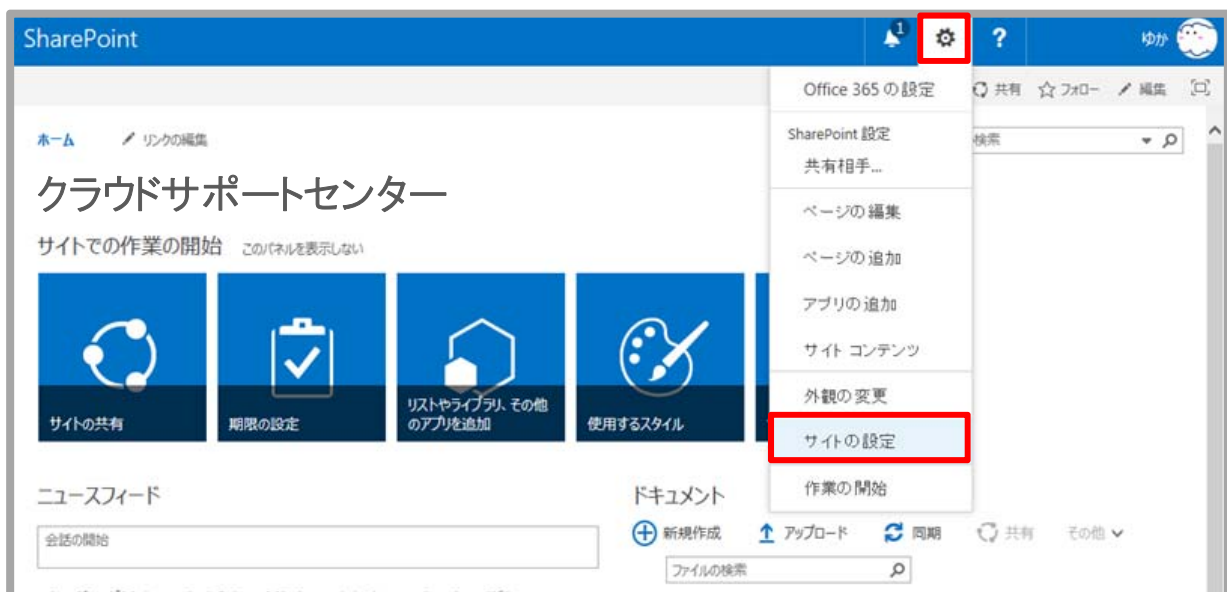 SharePoint
1
?
ゆか
Office 365 の設定
共有
フォロー
編集
ホーム
リンクの編集
SharePoint 設定
検索
共有相手...
クラウドサポートセンター
ページの編集
サイトでの作業の開始 このパネルを表示しない
ページの追加
アプリの追加
サイト コンテンツ
外観の変更
サイトの共有
期限の設定
リストやライブラリ、その他
のアプリを追加
使用するスタイル
サイトの設定
作業の開始
ニュースフィード
ドキュメント
会話の開始
新規作成
アップロード
同期
共有
その他
ファイルの検索